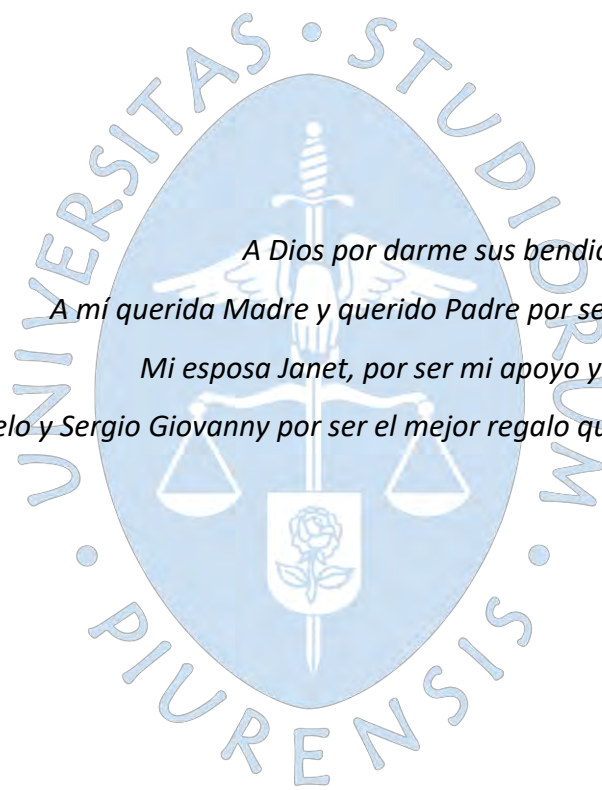 UNIVERSITAS • STUDIORUM • PIURENSIS •
A Dios por darme sus
A mí querida Madre y querido Padre por
Mi esposa Janet, por ser mi apoyo y
y Sergio Giovanny por ser el mejor regalo